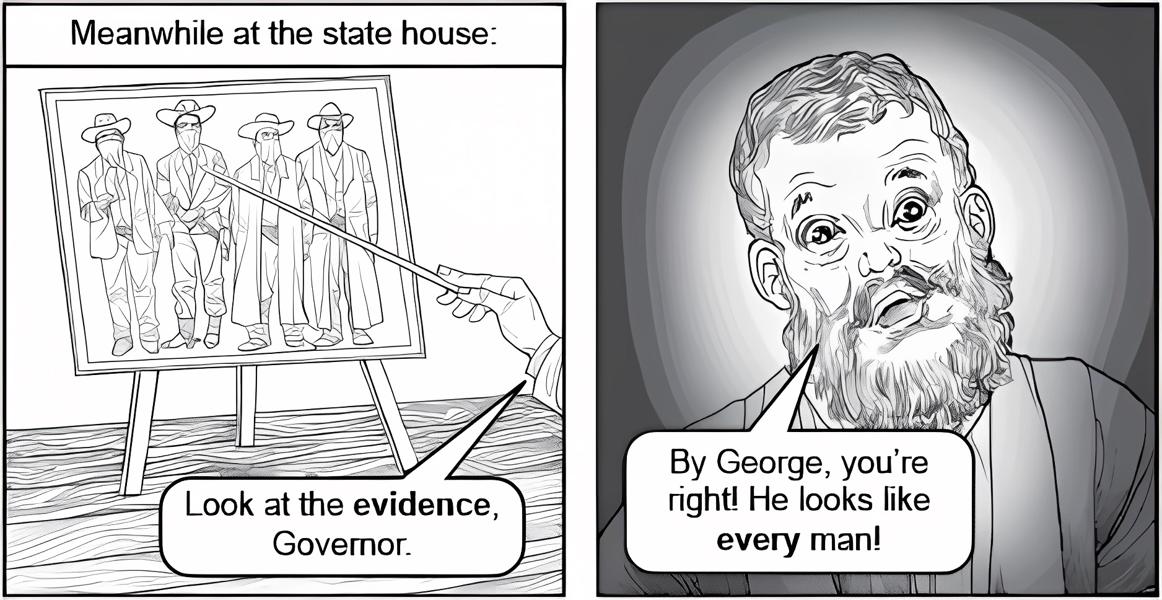 Meanwhile at the state house:
Look at the evidence,
Governor.
By George, you're
right! He looks like
every man!